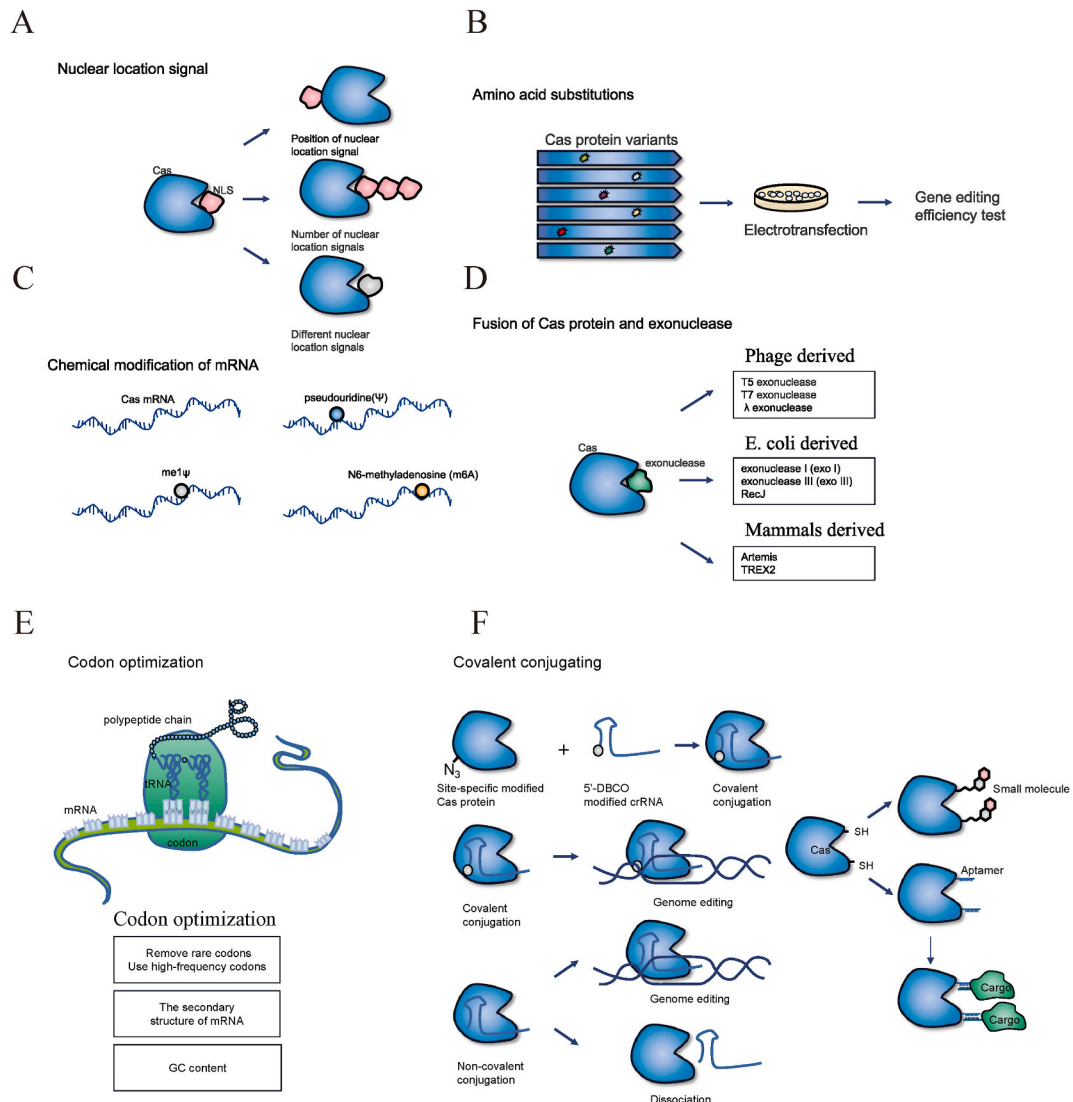 A
Nuclear location signal
Cas
NLS
Position of nuclear
location signal
Number of nuclear
location signals
Different nuclear
location signals
B
Amino acid substitutions
Cas protein variants
Electrotransfection
Gene editing
efficiency test
C
Chemical modification of mRNA
Cas mRNA
pseudouridine(Ψ)
me1ψ
N6-methyladenosine (m6A)
D
Fusion of Cas protein and exonuclease
Cas
exonuclease
Phage derived
T5 exonuclease
T7 exonuclease
λ exonuclease
E. coli derived
exonuclease I (exo I)
exonuclease III (exo III)
RecJ
Mammals derived
Artemis
TREX2
E
Codon optimization
polypeptide chain
tRNA
mRNA
codon
Codon optimization
Remove rare codons
Use high-frequency codons
The secondary
structure of mRNA
GC content
F
Covalent conjugating
N3
+
Site-specific modified
Cas protein
5'-DBCO
modified crRNA
Covalent
conjugation
Covalent
conjugation
Genome editing
Non-covalent
conjugation
Genome editing
Dissociation
Cas
SH
SH
Small molecule
Aptamer
Cargo
Cargo